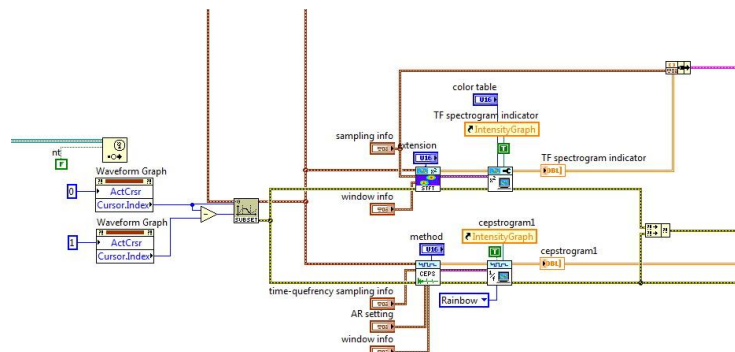 color table
U16
TF spectrogram indicator
IntensityGraph
sampling info
extension
U16
T
TF spectrogram indicator
DBL
STFT
nt
F
Waveform Graph
0
ActCrsr
Cursor.Index
window info
SUBSET
cepstrogram1
IntensityGraph
Waveform Graph
method
1
ActCrsr
U16
T
cepstrogram1
Cursor.Index
DBL
CEPS
time-quefrency sampling info
Rainbow
AR setting
window info